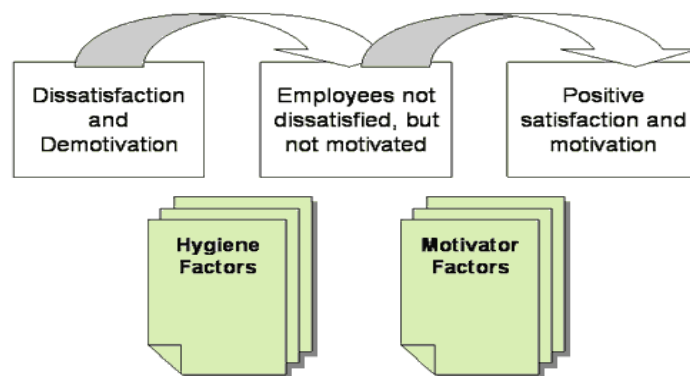 Dissatisfaction
and
Demotivation
Employees not
dissatisfied, but
not motivated
Positive
satisfaction and
motivation
Hygiene
Factors
Motivator
Factors